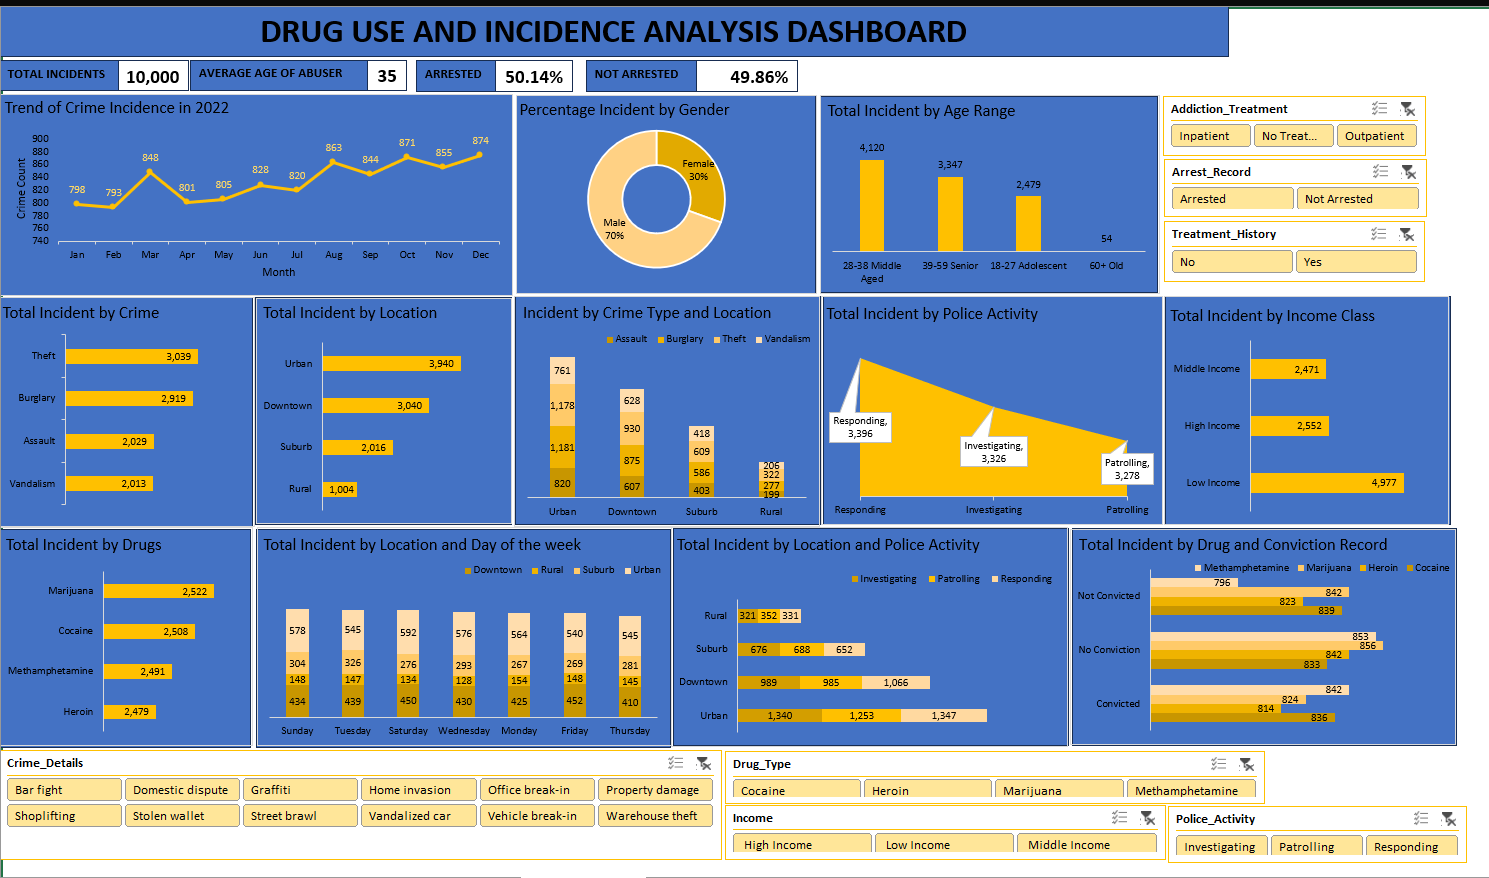 DRUG USE AND INCIDENCE ANALYSIS DASHBOARD
TOTAL INCIDENTS 10,000 AVERAGE AGE OF ABUSER 35 ARRESTED 50.14% NOT ARRESTED 49.86%
Trend of Crime Incidence in 2022
Crime Count
900
880
860
840
820
800
780
760
740
798 793 848 801 805 828 820 863 844 871 855 874
Jan Feb Mar Apr May Jun Jul Aug Sep Oct Nov Dec
Month
Percentage Incident by Gender
Female
30%
Male
70%
Total Incident by Age Range
4,120 3,347 2,479 54
28-38 Middle
Aged
39-59 Senior
18-27 Adolescent
60+ Old
Addiction_Treatment
Inpatient No Treat... Outpatient
Arrest_Record
Arrested Not Arrested
Treatment_History
No Yes
Total Incident by Crime
Theft 3,039
Burglary 2,919
Assault 2,029
Vandalism 2,013
Total Incident by Location
Urban 3,940
Downtown 3,040
Suburb 2,016
Rural 1,004
Incident by Crime Type and Location
Assault Burglary Theft Vandalism
761 628 418 206
1,178 930 609 322
1,181 875 586 277
820 607 403 199
Urban Downtown Suburb Rural
Total Incident by Police Activity
Responding,
3,396
Investigating,
3,326
Patrolling,
3,278
Responding Investigating Patrolling
Total Incident by Income Class
Middle Income 2,471
High Income 2,552
Low Income 4,977
Total Incident by Drugs
Marijuana 2,522
Cocaine 2,508
Methamphetamine 2,491
Heroin 2,479
Total Incident by Location and Day of the week
Downtown Rural Suburb Urban
578 545 592 576 564 540 545
304 326 276 293 267 269 281
148 147 134 128 154 148 145
434 439 450 430 425 452 410
Sunday Tuesday Saturday Wednesday Monday Friday Thursday
Total Incident by Location and Police Activity
Investigating Patrolling Responding
Rural 321 352 331
Suburb 676 688 652
Downtown 989 985 1,066
Urban 1,340 1,253 1,347
Total Incident by Drug and Conviction Record
Methamphetamine Marijuana Heroin Cocaine
Not Convicted 796 842 823 839
No Conviction 853 856 842 833
Convicted 842 824 814 836
Crime_Details
Bar fight Domestic dispute Graffiti Home invasion Office break-in Property damage
Shoplifting Stolen wallet Street brawl Vandalized car Vehicle break-in Warehouse theft
Drug_Type
Cocaine Heroin Marijuana Methamphetamine
Income
High Income Low Income Middle Income
Police_Activity
Investigating Patrolling Responding